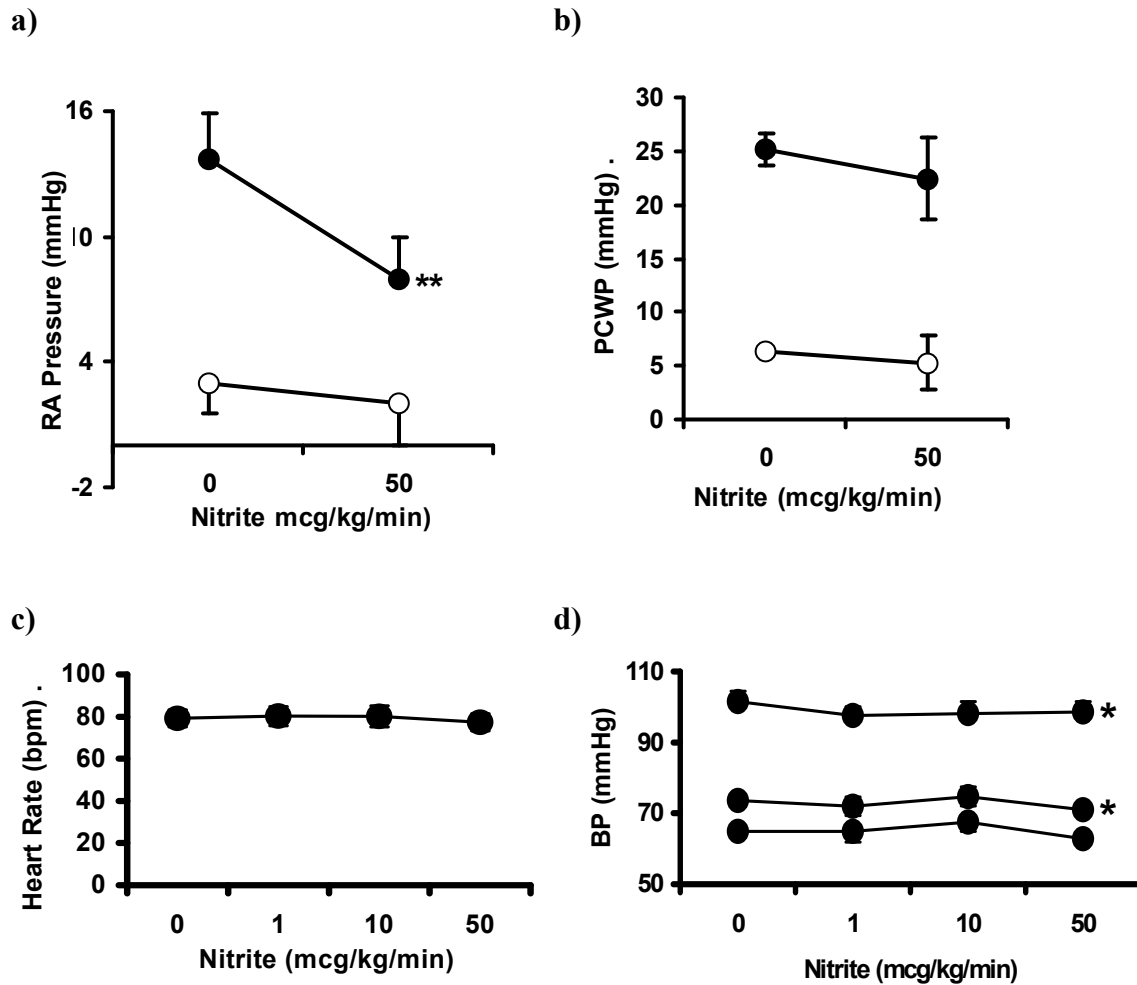 a)
16
10
4
-2
RA Pressure (mmHg)
**
0 50
Nitrite mcg/kg/min)
b)
30
25
20
15
10
5
0
PCWP (mmHg) .
0 50
Nitrite (mcg/kg/min)
c)
100
80
60
40
20
0
Heart Rate (bpm) .
0 1 10 50
Nitrite (mcg/kg/min)
d)
110
90
70
50
BP (mmHg)
*
*
0 1 10 50
Nitrite (mcg/kg/min)